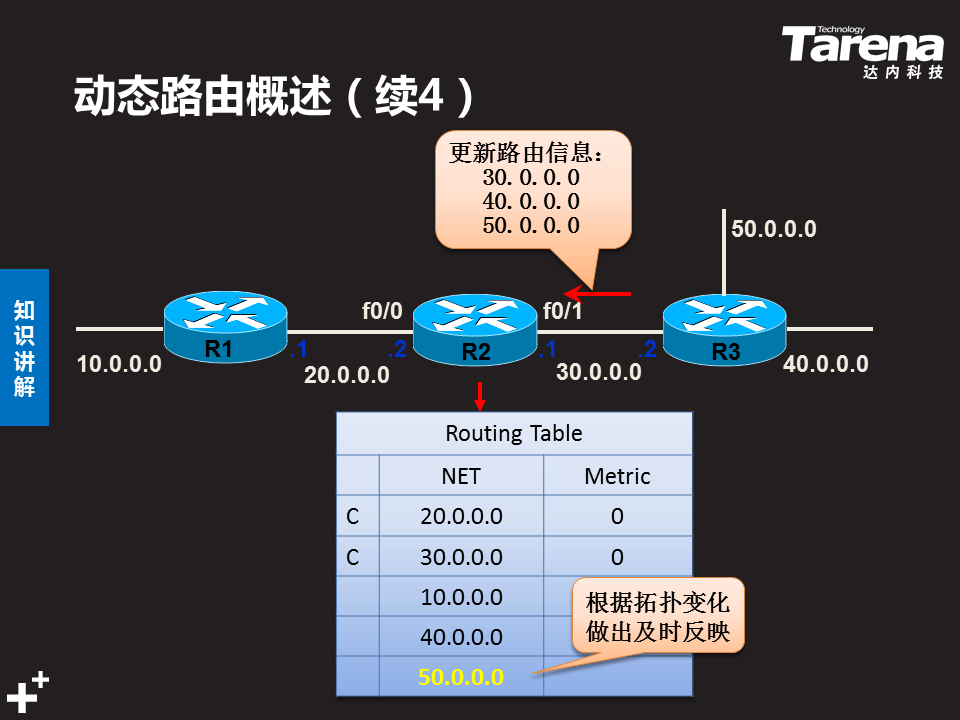 Technology
Tarena
达内科技
动态路由概述（续4）
更新路由信息：
30.0.0.0
40.0.0.0
50.0.0.0
50.0.0.0
知识讲解
f0/0
f0/1
R1
R2
R3
.1
.2
.1
.2
10.0.0.0
20.0.0.0
30.0.0.0
40.0.0.0
Routing Table
NET Metric
C 20.0.0.0 0
C 30.0.0.0 0
10.0.0.0
40.0.0.0
50.0.0.0
根据拓扑变化
做出及时反映